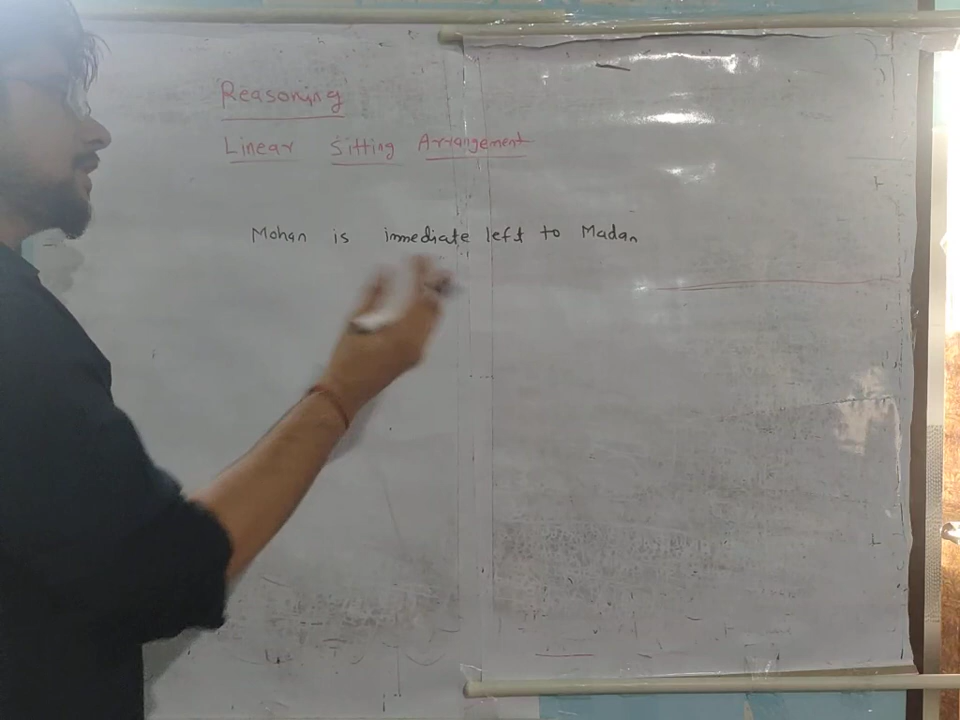 Reasoning
Linear Sitting Arrangement
Mohan is immediate left to Madan